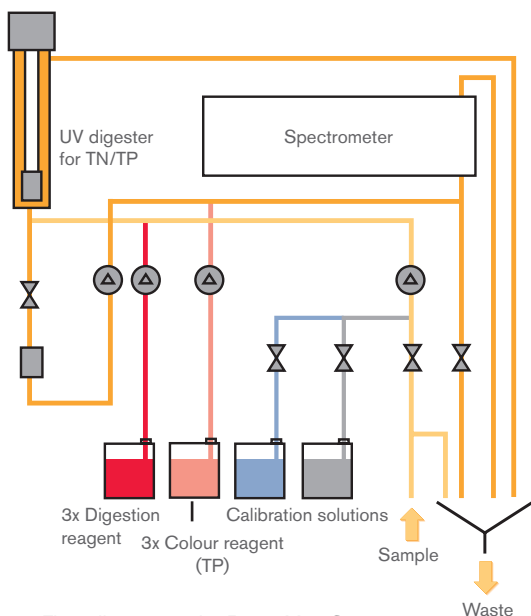 UV digester
for TN/TP
Spectrometer
3x Digestion
reagent
3x Colour reagent
(TP)
Calibration solutions
Sample
Waste